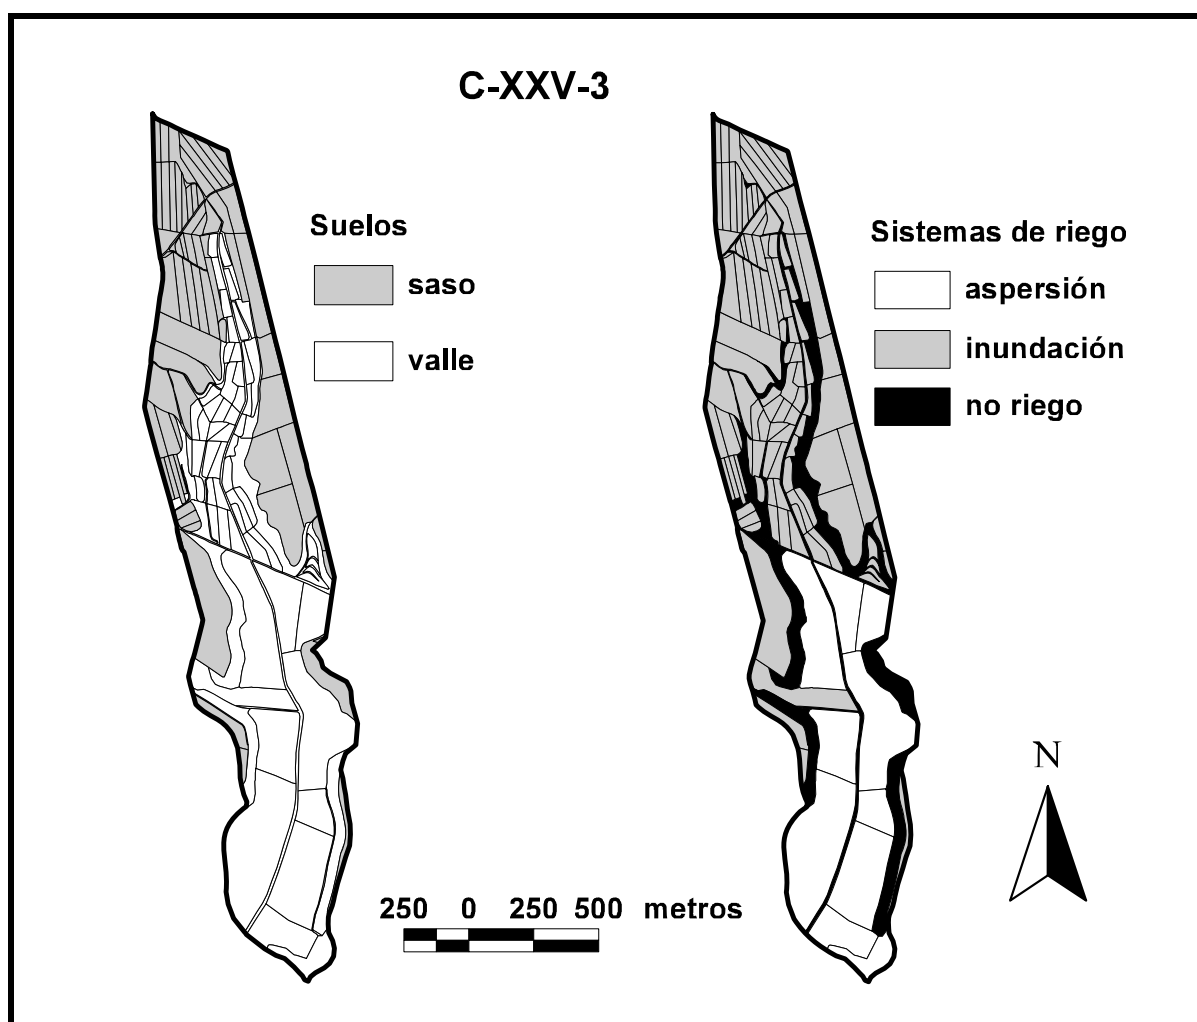 C-XXV-3
Suelos
saso
valle
Sistemas de riego
aspersión
inundación
no riego
N
250 0 250 500 metros